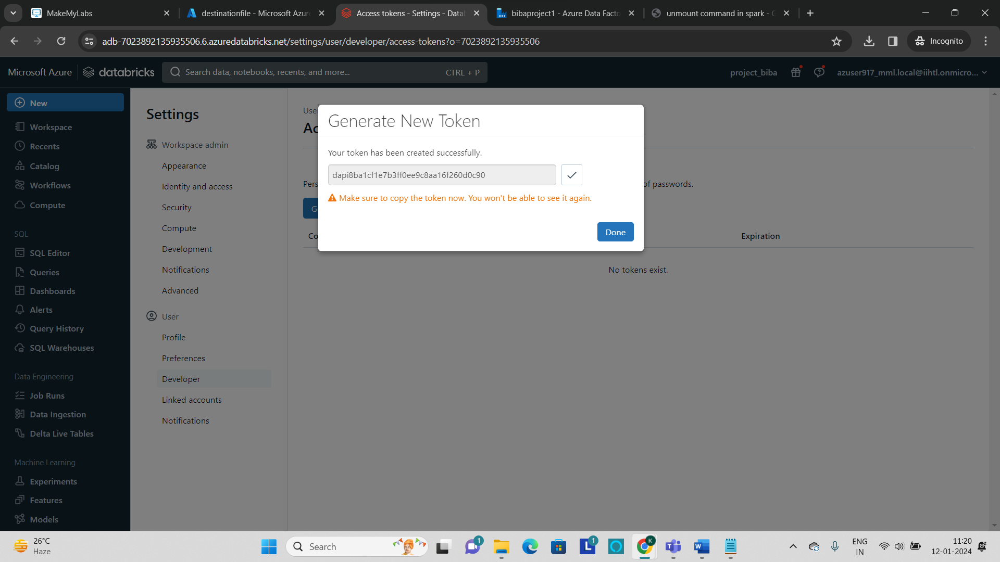 MakeMyLabs
destinationfile - Microsoft Azur
Access tokens - Settings - Data
bibaproject1 - Azure Data Facto
unmount command in spark - G
adb-7023892135935506.6.azuredatabricks.net/settings/user/developer/access-tokens?o=7023892135935506
Incognito
Microsoft Azure
databricks
Search data, notebooks, recents, and more...
CTRL + P
project_biba
azuser917_mml.local@iihtl.onmicro...
New
Workspace
Recents
Catalog
Workflows
Compute
SQL
SQL Editor
Queries
Dashboards
Alerts
Query History
SQL Warehouses
Data Engineering
Job Runs
Data Ingestion
Delta Live Tables
Machine Learning
Experiments
Features
Models
Settings
Workspace admin
Appearance
Identity and access
Security
Compute
Development
Notifications
Advanced
User
Profile
Preferences
Developer
Linked accounts
Notifications
Use
Ac
Pers
of passwords.
Ge
Co
Expiration
No tokens exist.
Generate New Token
Your token has been created successfully.
dapi8ba1cf1e7b3ff0ee9c8aa16f260d0c90
Make sure to copy the token now. You won't be able to see it again.
Done
26°C
Haze
Search
1
1
K
ENG
IN
11:20
12-01-2024